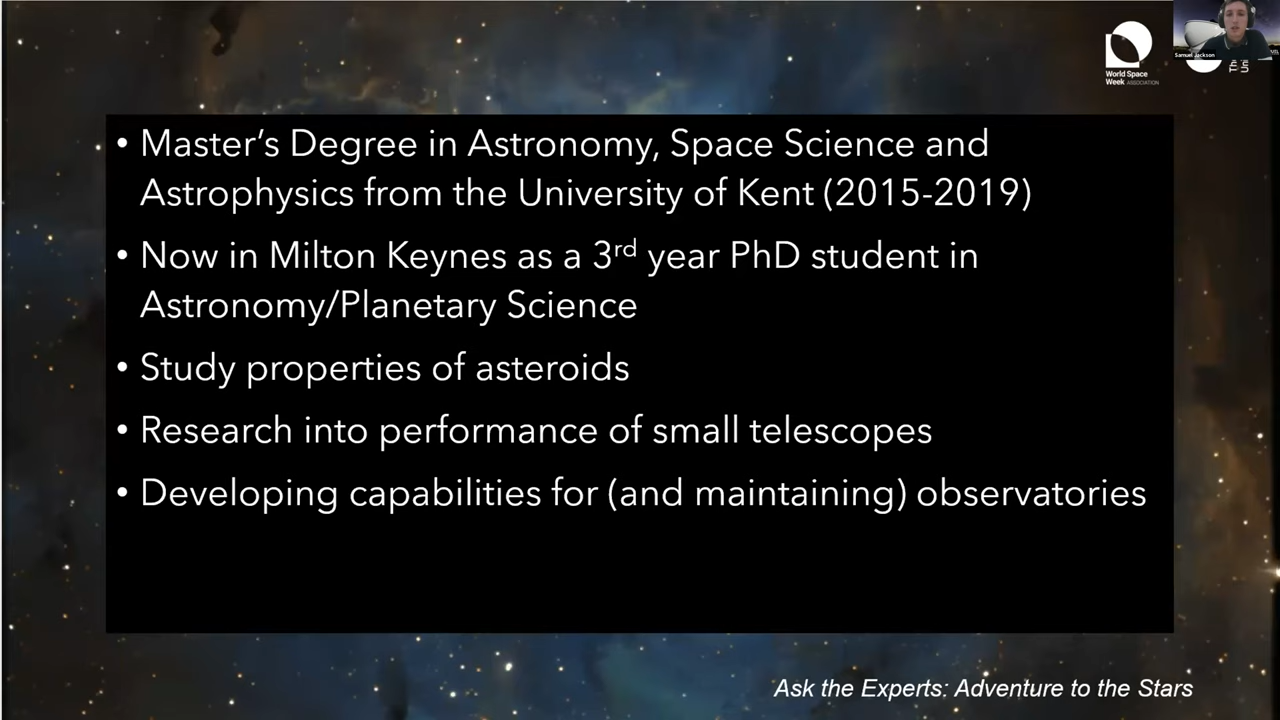 World Space
Week ASSOCIATION
Samuel Jackson
• Master’s Degree in Astronomy, Space Science and
Astrophysics from the University of Kent (2015-2019)
• Now in Milton Keynes as a 3rd year PhD student in
Astronomy/Planetary Science
• Study properties of asteroids
• Research into performance of small telescopes
• Developing capabilities for (and maintaining) observatories
Ask the Experts: Adventure to the Stars